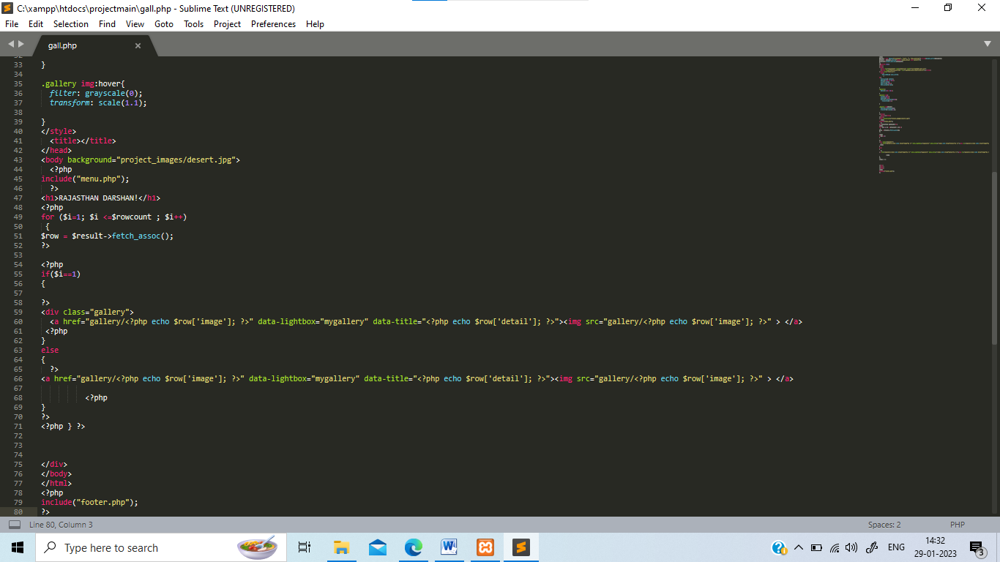 C:\xampp\htdocs\projectmain\gall.php - Sublime Text (UNREGISTERED)
File Edit Selection Find View Goto Tools Project Preferences Help
gall.php
32
33 }
34
35 .gallery img:hover{
36 filter: grayscale(0);
37 transform: scale(1.1);
38
39 }
40 </style>
41 <title></title>
42 </head>
43 <body background="project_images/desert.jpg">
44 <?php
45 include("menu.php");
46 ?>
47 <h1>RAJASTHAN DARSHAN!</h1>
48 <?php
49 for ($i=1; $i <=$rowcount ; $i++)
50 {
51 $row = $result->fetch_assoc();
52 ?>
53
54 <?php
55 if($i==1)
56 {
57
58 ?>
59 <div class="gallery">
60 <a href="gallery/<?php echo $row['image']; ?>" data-lightbox="mygallery" data-title="<?php echo $row['detail']; ?>"><img src="gallery/<?php echo $row['image']; ?>" > </a>
61 <?php
62 }
63 else
64 {
65 ?>
66 <a href="gallery/<?php echo $row['image']; ?>" data-lightbox="mygallery" data-title="<?php echo $row['detail']; ?>"><img src="gallery/<?php echo $row['image']; ?>" > </a>
67
68 <?php
69 }
70 ?>
71 <?php } ?>
72
73
74
75 </div>
76 </body>
77 </html>
78 <?php
79 include("footer.php");
80 ?>
Line 80, Column 3 Spaces: 2 PHP
Type here to search ENG 14:32
29-01-2023 3